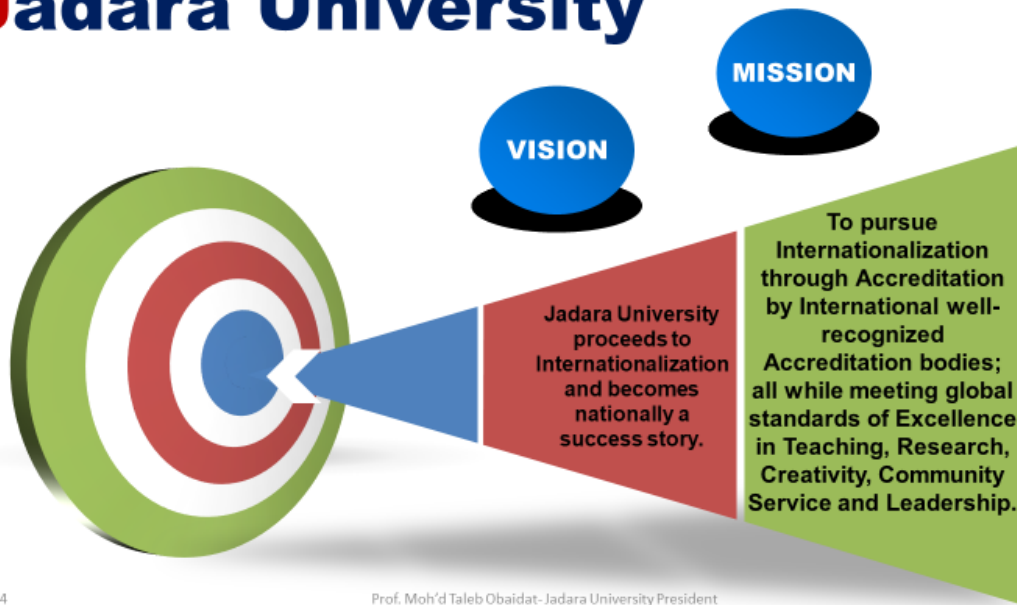 Jadara University
MISSION
VISION
Jadara University
proceeds to
Internationalization
and becomes
nationally a
success story.
To pursue
Internationalization
through Accreditation
by International well-
recognized
Accreditation bodies;
all while meeting global
standards of Excellence
in Teaching, Research,
Creativity, Community
Service and Leadership.
4
Prof. Moh'd Taleb Obaidat- Jadara University President